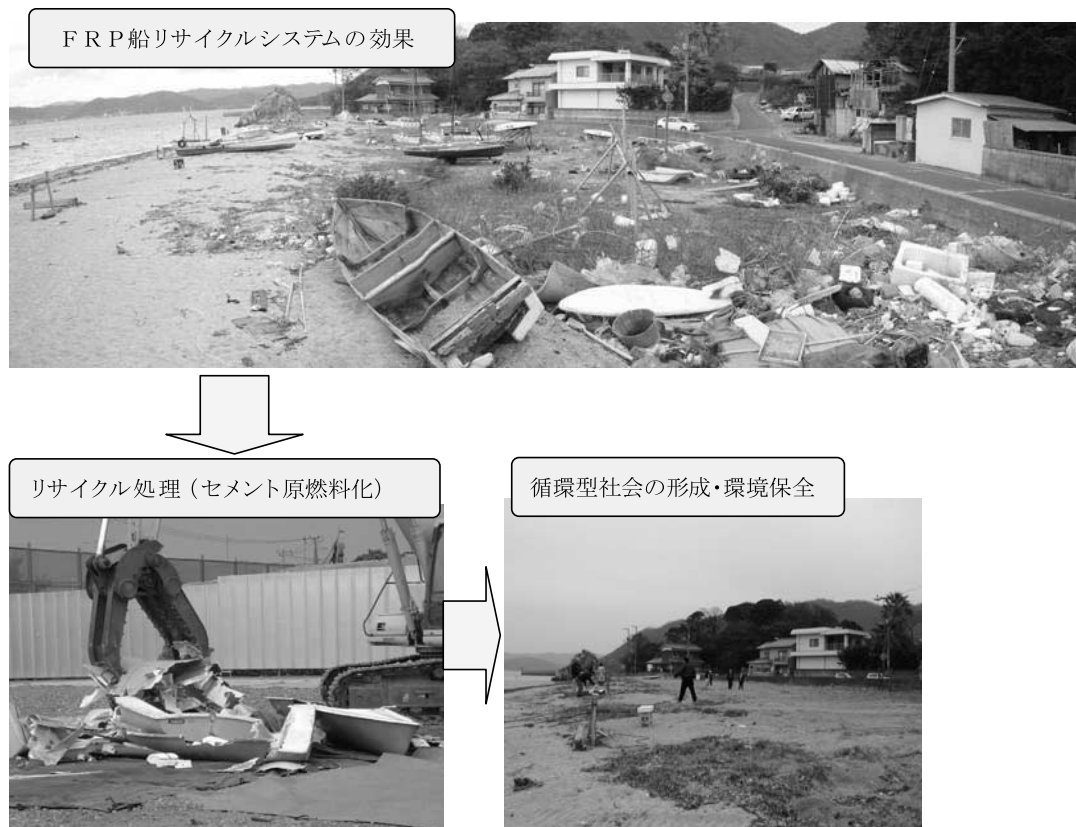 ＦＲＰ船リサイクルシステムの効果
リサイクル処理（セメント原燃料化）
循環型社会の形成・環境保全